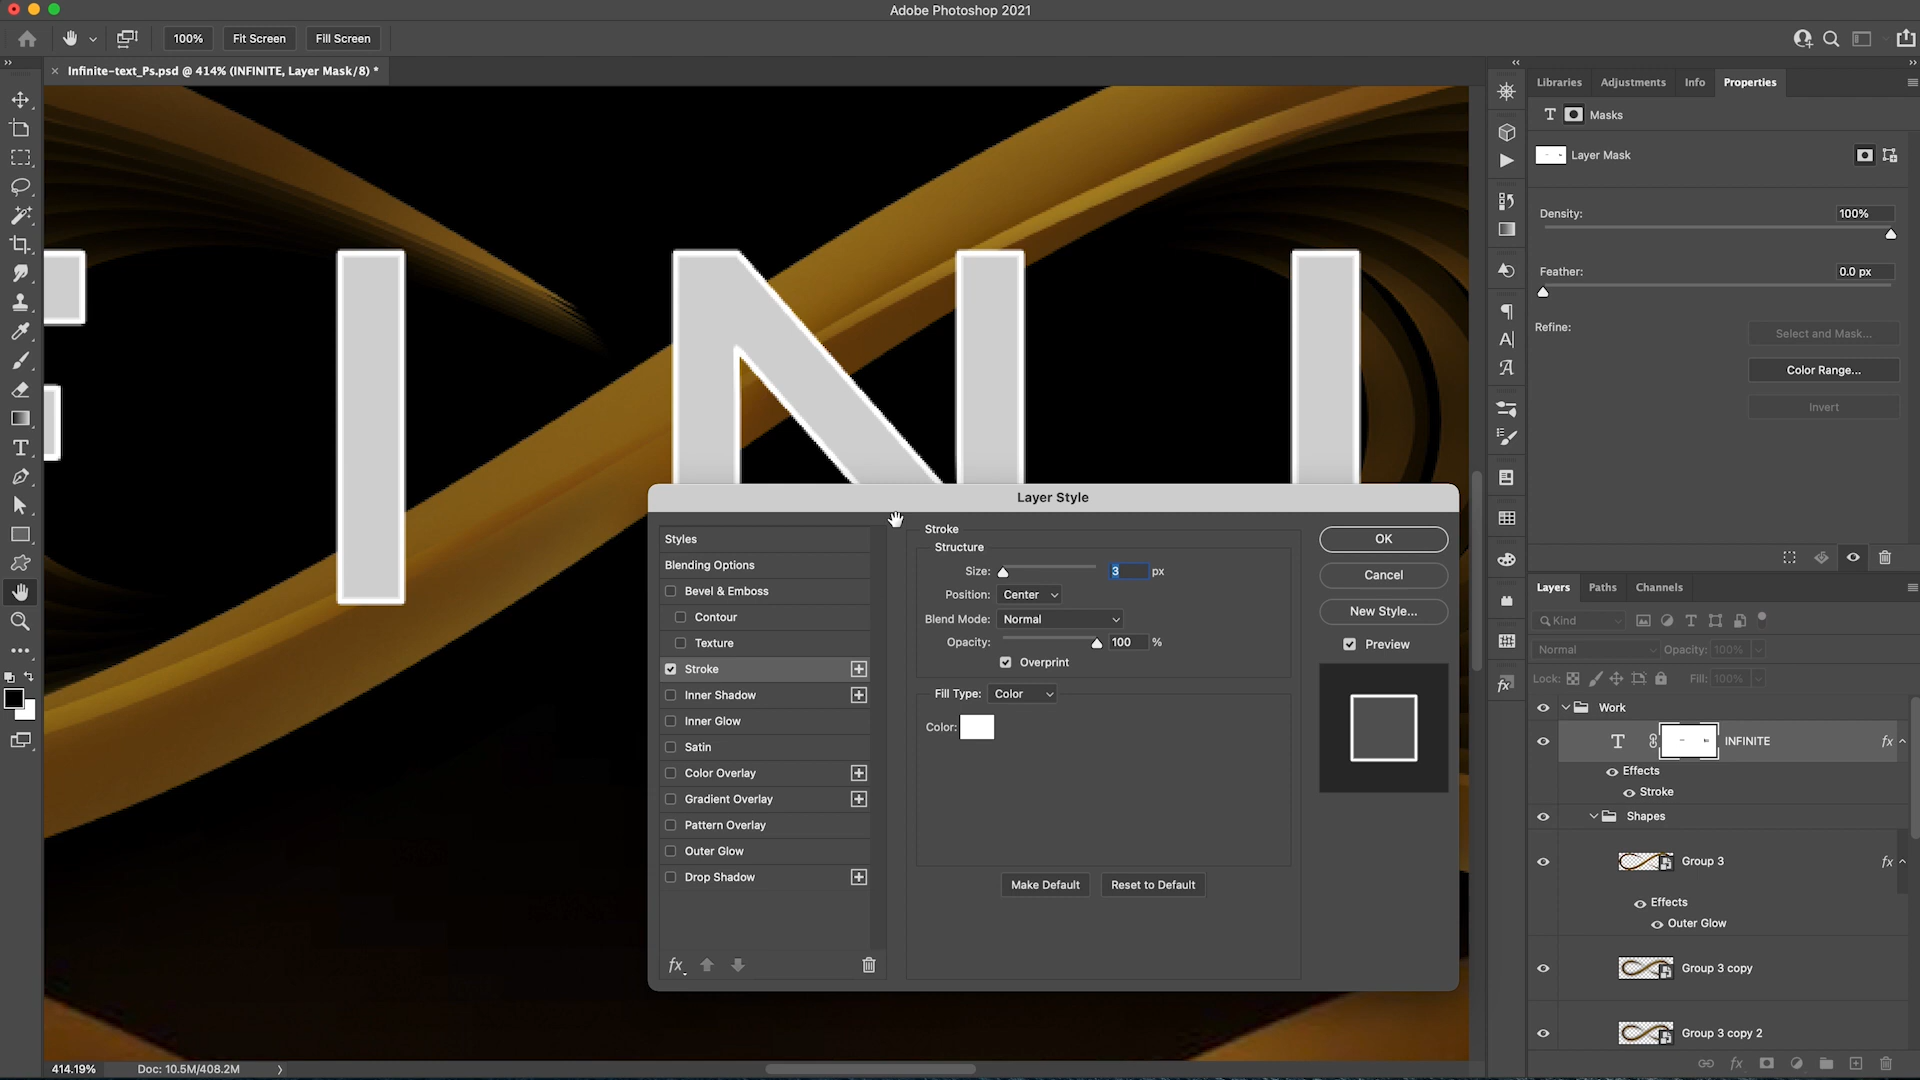 Adobe Photoshop 2021
100%
Fit Screen
Fill Screen
Infinite-text_Ps.psd @ 414% (INFINITE, Layer Mask/8) *
INI
Layer Style
Styles
Blending Options
Bevel & Emboss
Contour
Texture
Stroke
Inner Shadow
Inner Glow
Satin
Color Overlay
Gradient Overlay
Pattern Overlay
Outer Glow
Drop Shadow
fx
Stroke
Structure
Size: 3 px
Position: Center
Blend Mode: Normal
Opacity: 100 %
Overprint
Fill Type: Color
Color:
Make Default
Reset to Default
OK
Cancel
New Style...
Preview
Libraries
Adjustments
Info
Properties
Masks
Layer Mask
Density: 100%
Feather: 0.0 px
Refine:
Select and Mask...
Color Range...
Invert
Layers
Paths
Channels
Kind
Normal
Opacity: 100%
Lock:
Fill: 100%
Work
T INFINITE fx
Effects
Stroke
Shapes
Group 3 fx
Effects
Outer Glow
Group 3 copy
Group 3 copy 2
fx
414.19%
Doc: 10.5M/408.2M